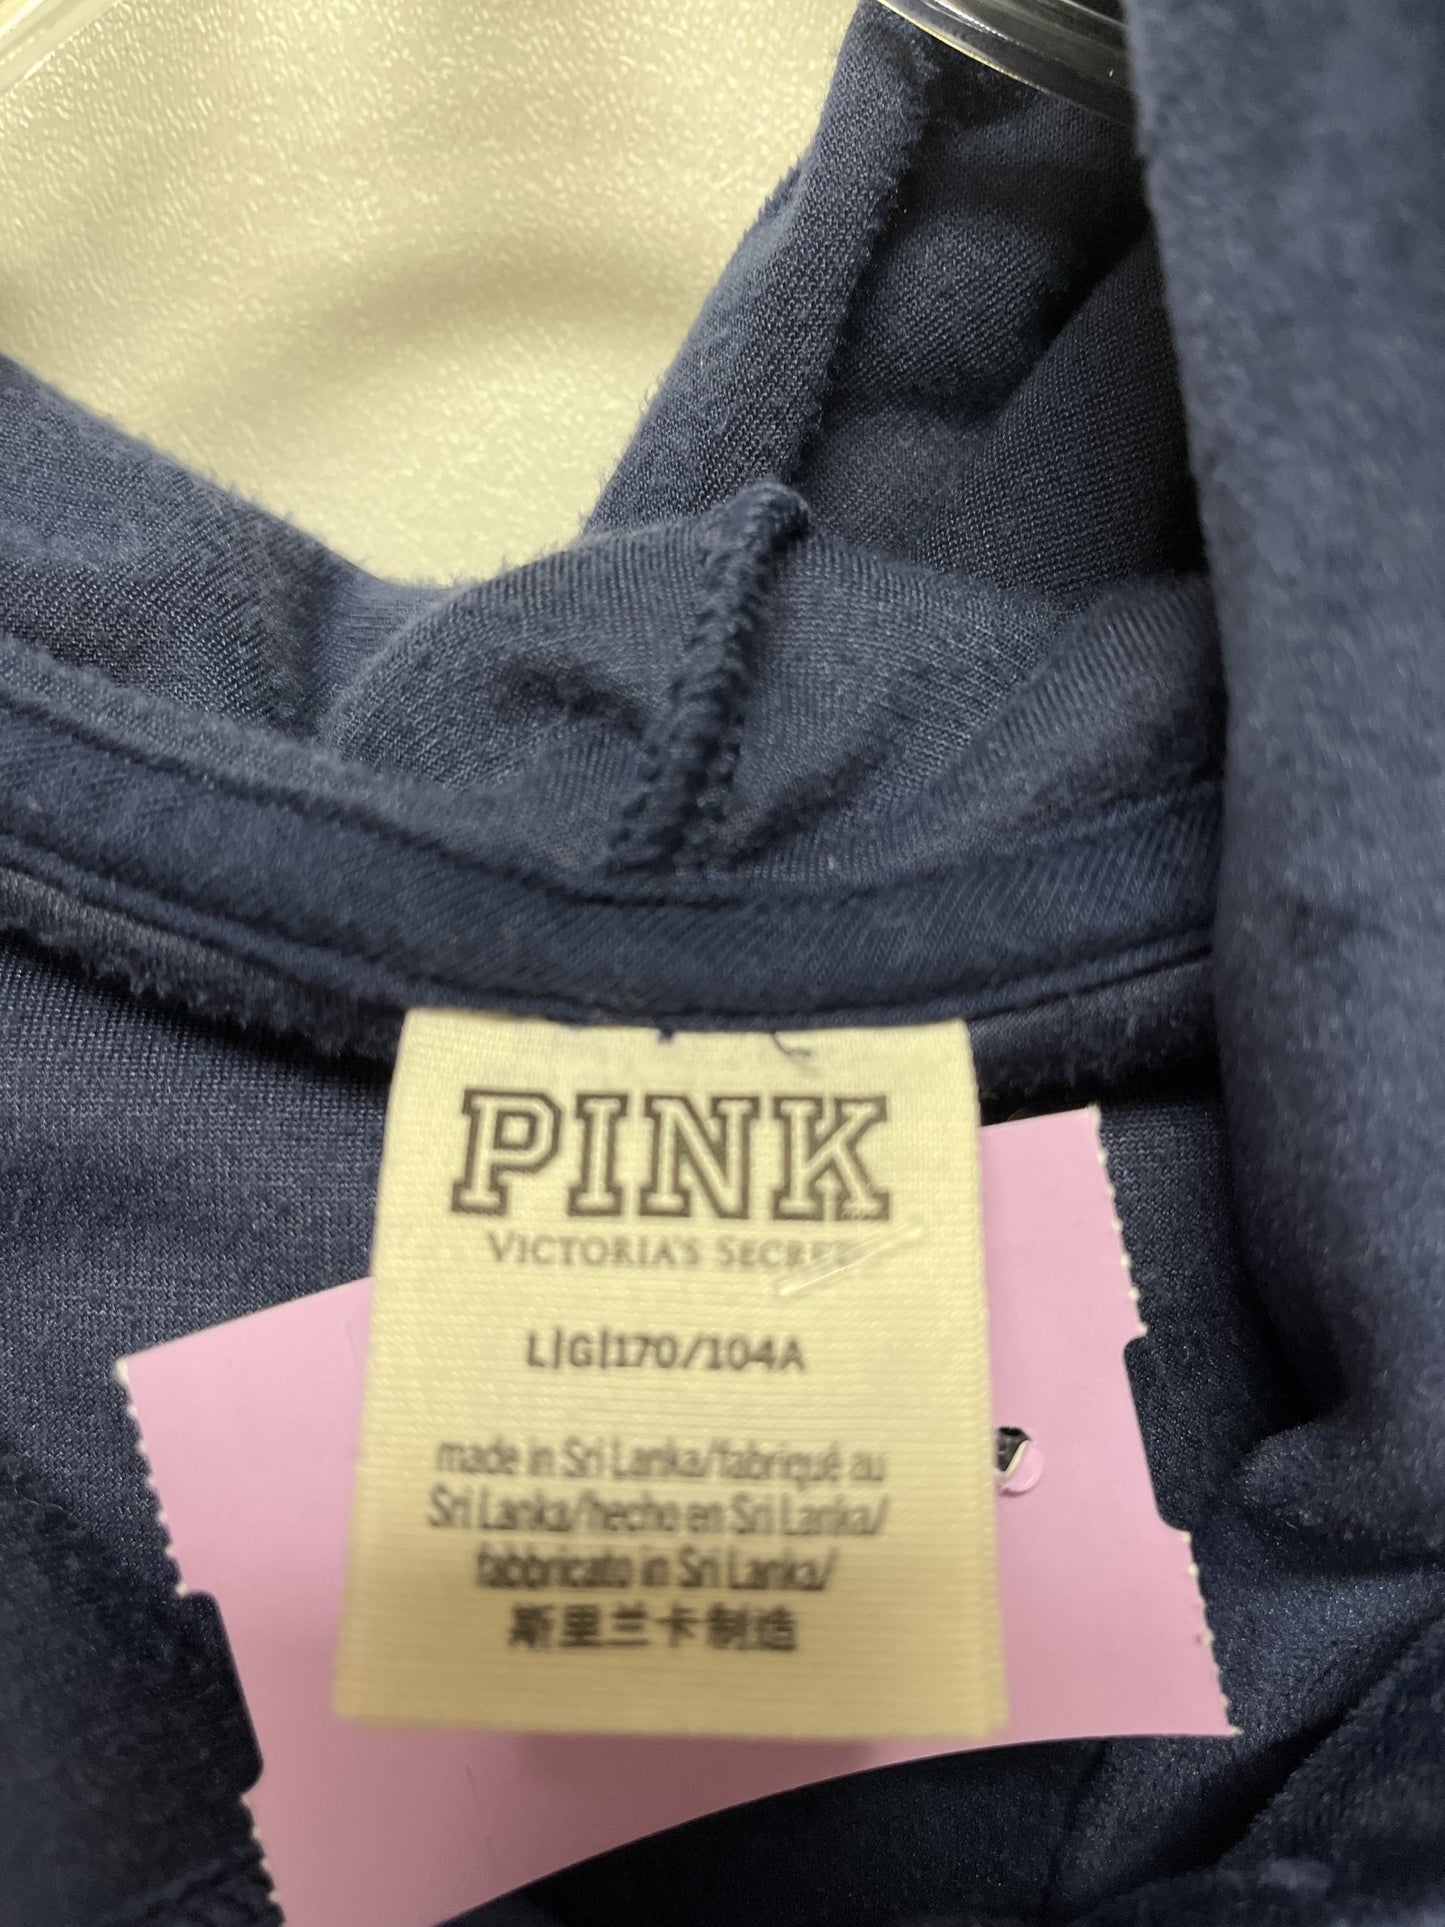 PINK
VICTORIA'S SECRET
L|G|170/104A
made in Sri Lanka/fabriqué au
Sri Lanka/hecho en Sri Lanka/
fabbricato in Sri Lanka/
斯里兰卡制造